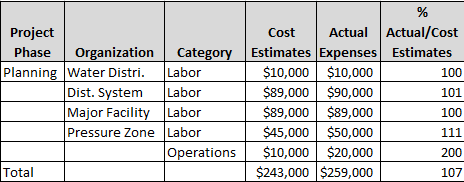 %
Project Cost Actual Actual/Cost
Phase Organization Category Estimates Expenses Estimates
Planning Water Distri. Labor $10,000 $10,000 100
Dist. System Labor $89,000 $90,000 101
Major Facility Labor $89,000 $89,000 100
Pressure Zone Labor $45,000 $50,000 111
Operations $10,000 $20,000 200
Total $243,000 $259,000 107